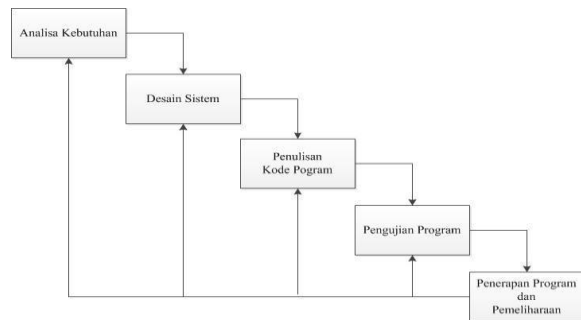 Analisa Kebutuhan
Desain Sistem
Penulisan
Kode Pogram
Pengujian Program
Penerapan Program
dan
Pemeliharaan